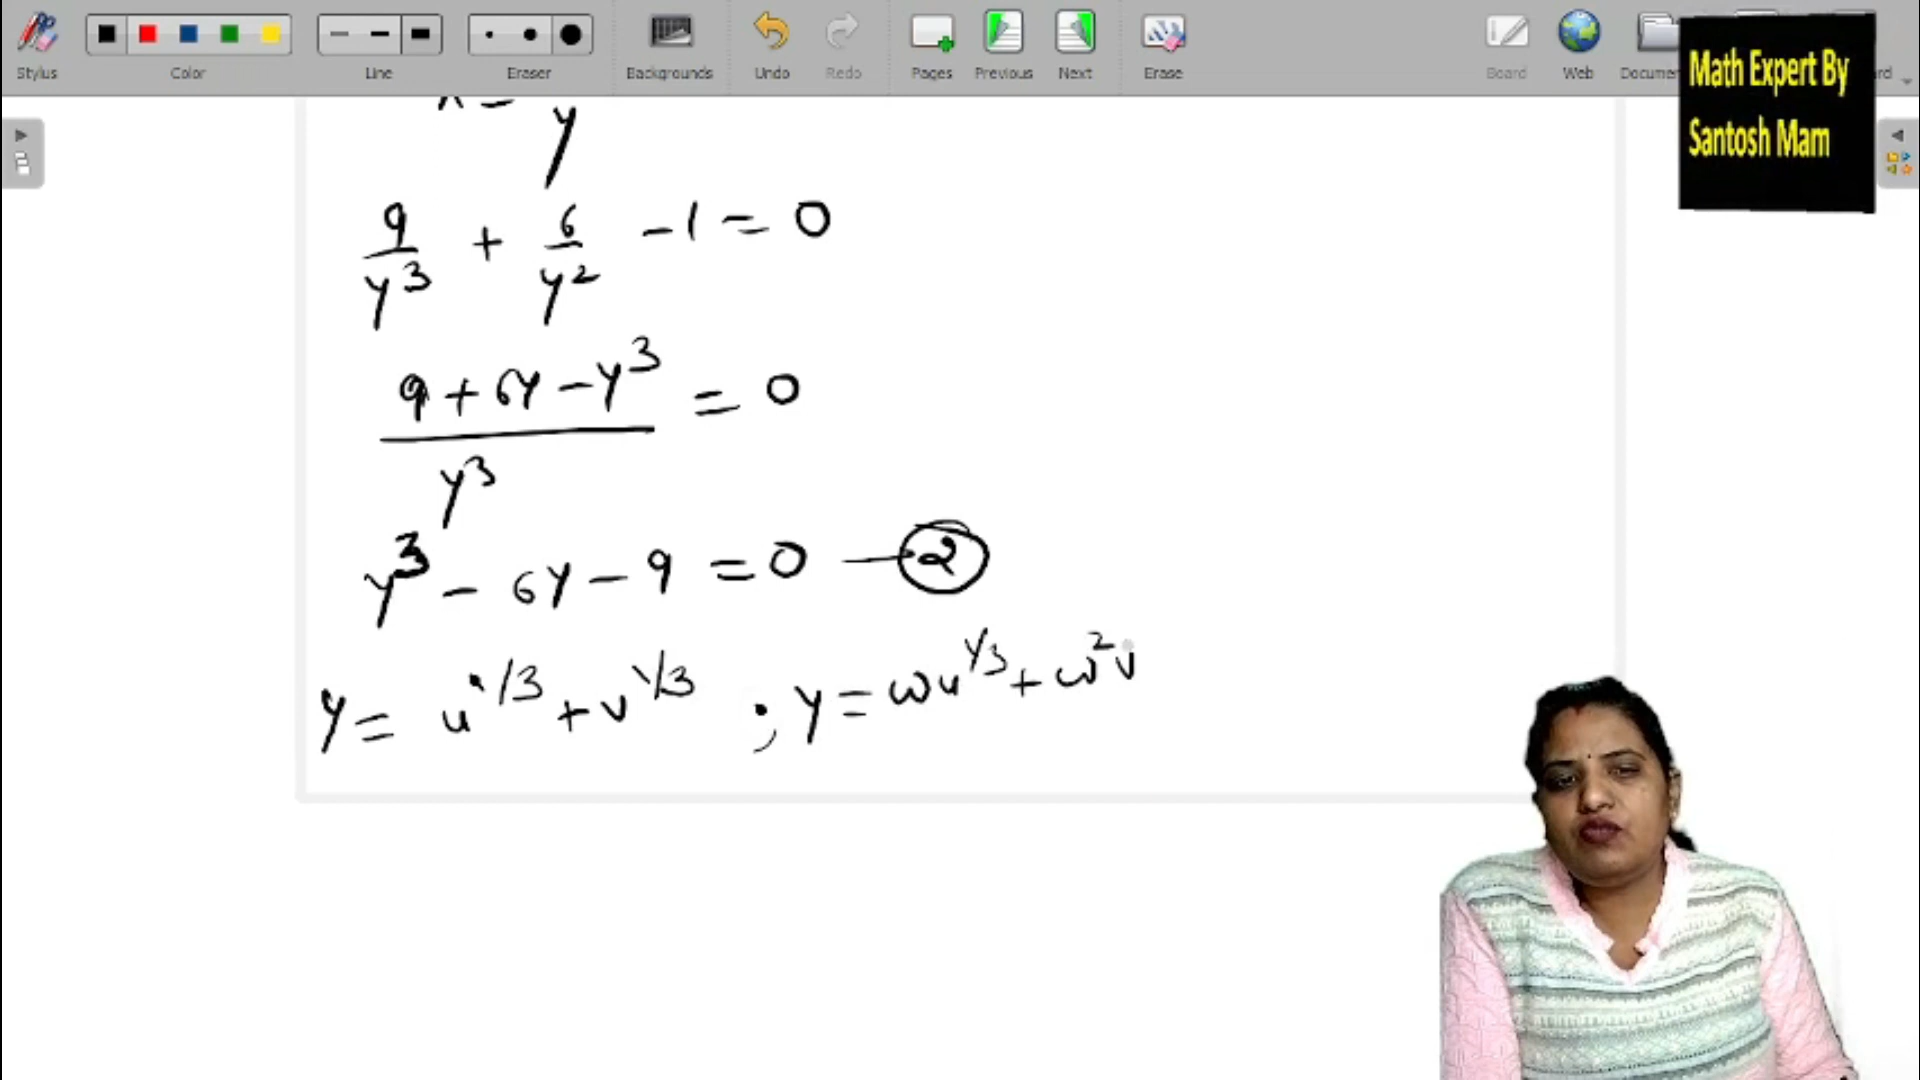 Stylus Color Line Eraser Backgrounds Undo Redo Pages Previous Next Erase Board Web Documen rd
Math Expert By
Santosh Mam
y
9/y³ + 6/y² - 1 = 0
(9 + 6y - y³)/y³ = 0
y³ - 6y - 9 = 0 — ②
y = u^1/3 + v^1/3 ; y = ωu^1/3 + ω²v